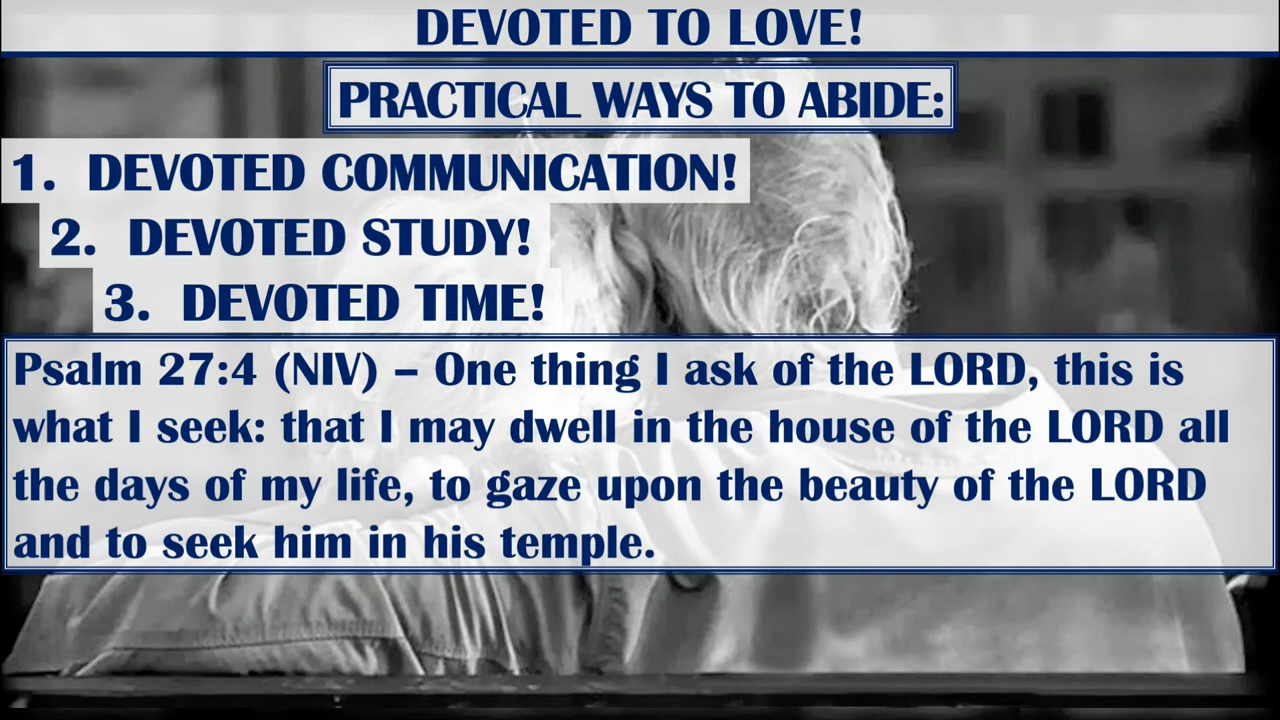 DEVOTED TO LOVE!
PRACTICAL WAYS TO ABIDE:
1. DEVOTED COMMUNICATION!
2. DEVOTED STUDY!
3. DEVOTED TIME!
Psalm 27:4 (NIV) – One thing I ask of the LORD, this is
what I seek: that I may dwell in the house of the LORD all
the days of my life, to gaze upon the beauty of the LORD
and to seek him in his temple.